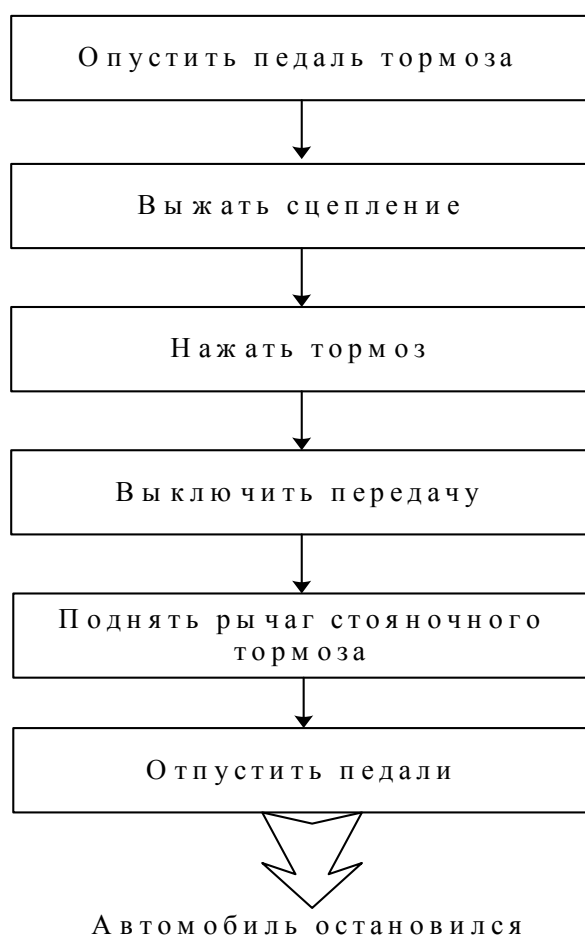 Опустить педаль тормоза
Выжать сцепление
Нажать тормоз
Выключить передачу
Поднять рычаг стояночного
тормоза
Отпустить педали
Автомобиль остановился